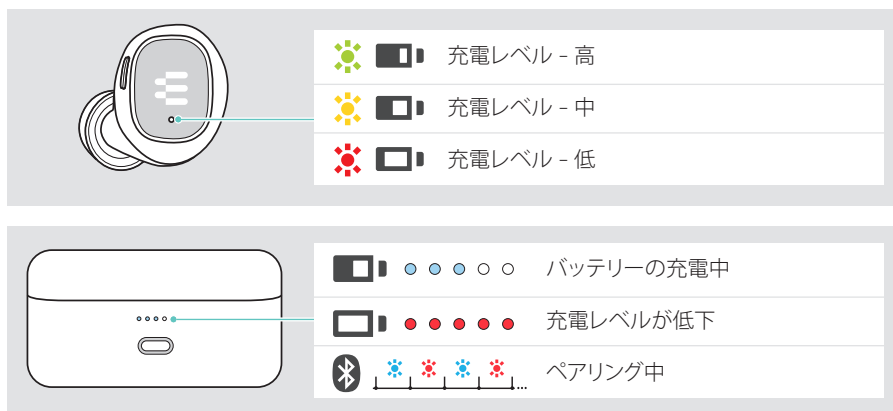 充電レベル – 高
充電レベル – 中
充電レベル – 低
バッテリーの充電中
充電レベルが低下
...
ペアリング中